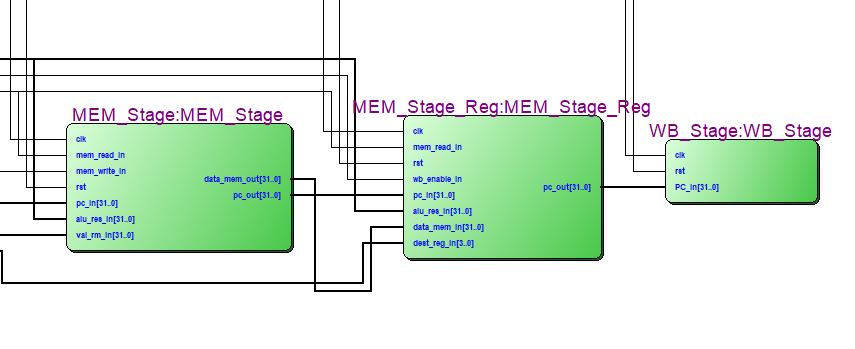 MEM_Stage:MEM_Stage
clk
mem_read_in
mem_write_in
rst
pc_in[31..0]
alu_res_in[31..0]
val_rm_in[31..0]
data_mem_out[31..0]
pc_out[31..0]
MEM_Stage_Reg:MEM_Stage_Reg
clk
mem_read_in
rst
wb_enable_in
pc_in[31..0]
alu_res_in[31..0]
data_mem_in[31..0]
dest_reg_in[3..0]
pc_out[31..0]
WB_Stage:WB_Stage
clk
rst
PC_in[31..0]